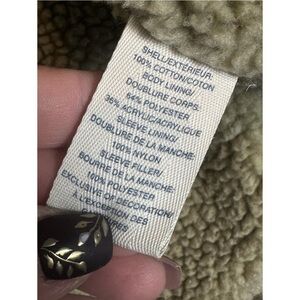 SHELL/EXTÉRIEUR:
100% COTTON/COTON
BODY LINING/
DOUBLURE CORPS:
64% POLYESTER
36% ACRYLIC/ACRYLIQUE
SLEEVE LINING/
DOUBLURE DE LA MANCHE:
100% NYLON
SLEEVE FILLER/
BOURRE DE LA MANCHE:
100% POLYESTER
EXCLUSIVE OF DECORATION/
À L'EXCEPTION DES